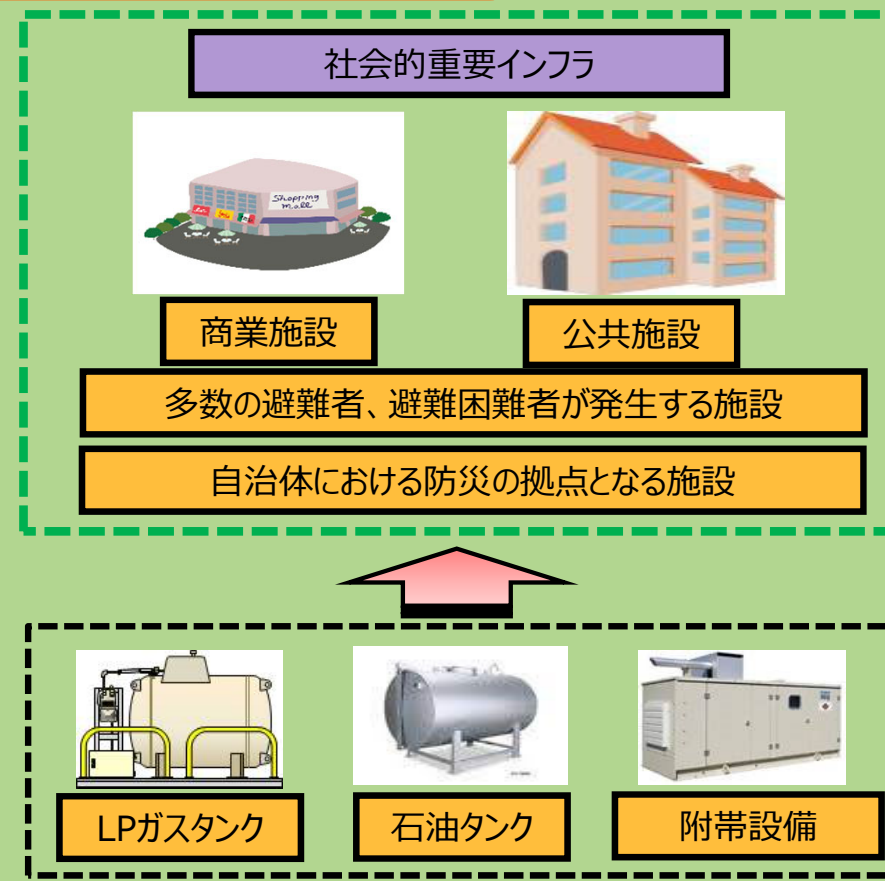 社会的重要インフラ
Shopping Mall
商業施設
公共施設
多数の避難者、避難困難者が発生する施設
自治体における防災の拠点となる施設
LPガスタンク
石油タンク
附帯設備